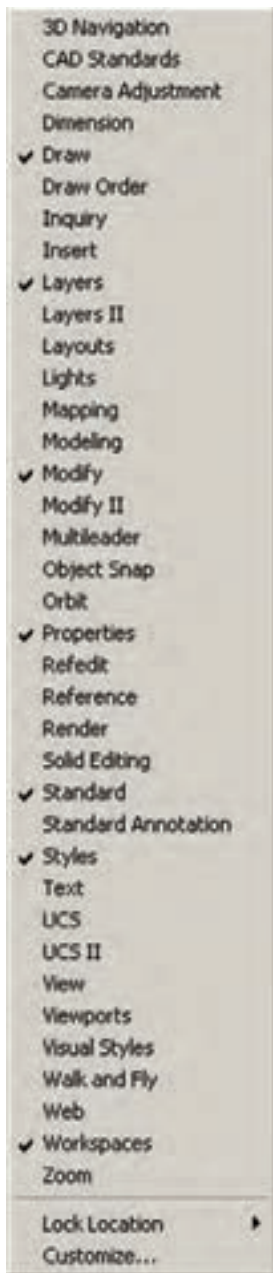 3D Navigation
CAD Standards
Camera Adjustment
Dimension
Draw
Draw Order
Inquiry
Insert
Layers
Layers II
Layouts
Lights
Mapping
Modeling
Modify
Modify II
Multileader
Object Snap
Orbit
Properties
Refedit
Reference
Render
Solid Editing
Standard
Standard Annotation
Styles
Text
UCS
UCS II
View
Viewports
Visual Styles
Walk and Fly
Web
Workspaces
Zoom
Lock Location
Customize...